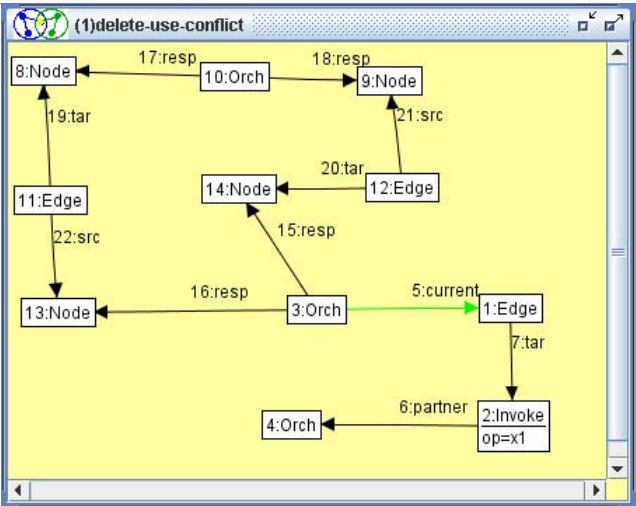 (1)delete-use-conflict
17:resp
18:resp
8:Node
10:Orch
9:Node
19:tar
21:src
20:tar
14:Node
12:Edge
11:Edge
15:resp
22:src
16:resp
5:current
13:Node
3:Orch
1:Edge
7:tar
6:partner
4:Orch
2:Invoke
op=x1